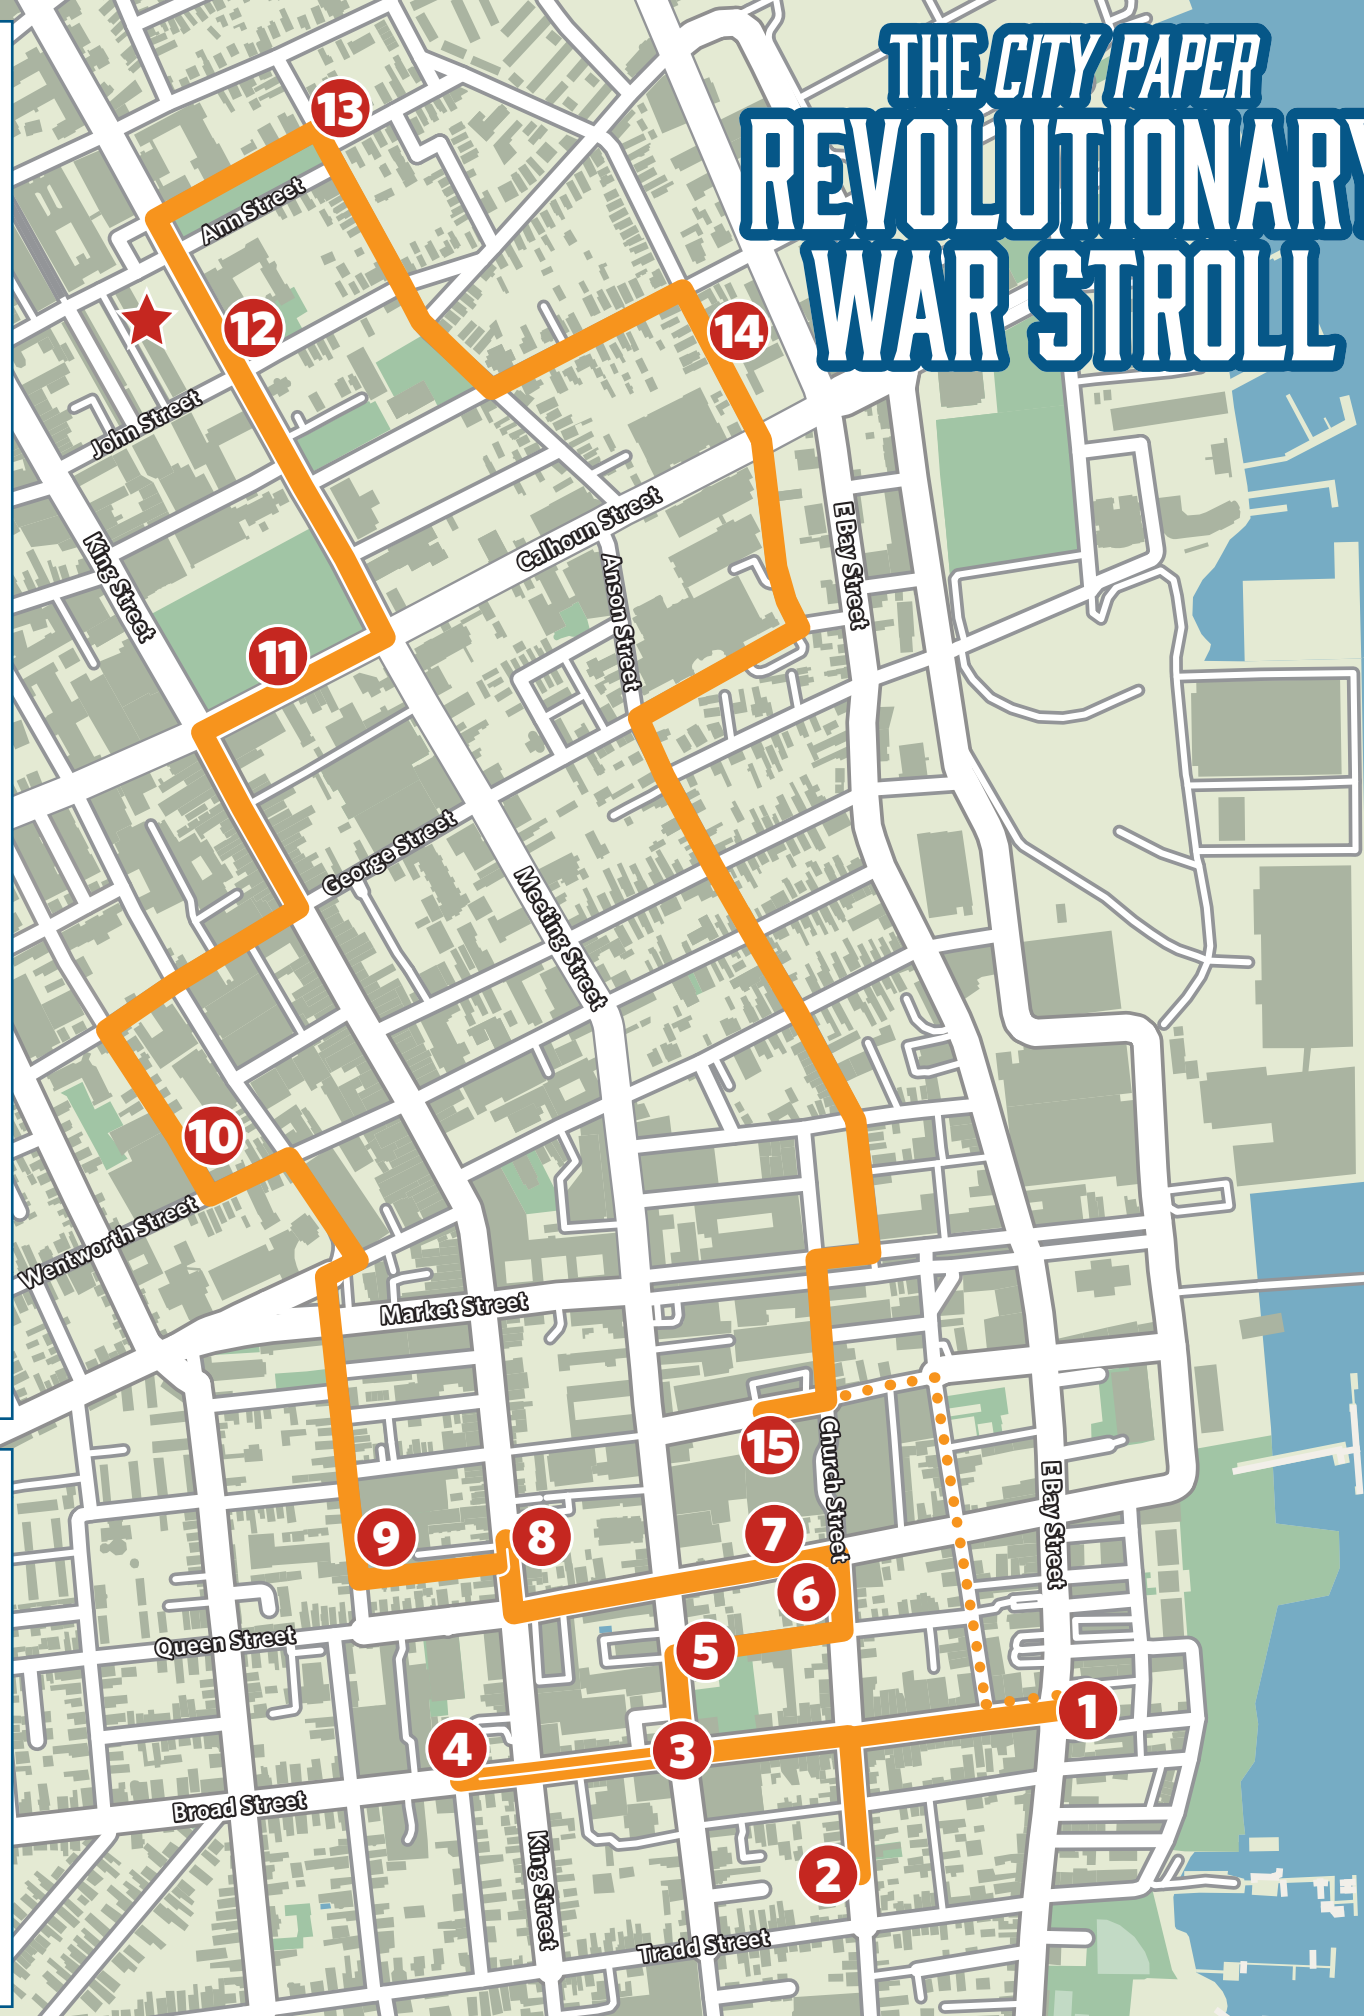 THE CITY PAPER
REVOLUTIONARY
WAR STROLL
13
Ann Street
12
14
John Street
King Street
Calhoun Street
E Bay Street
Anson Street
11
George Street
Meeting Street
10
Wentworth Street
Market Street
15
Church Street
E Bay Street
9
8
7
6
Queen Street
5
1
4
3
Broad Street
2
King Street
Tradd Street